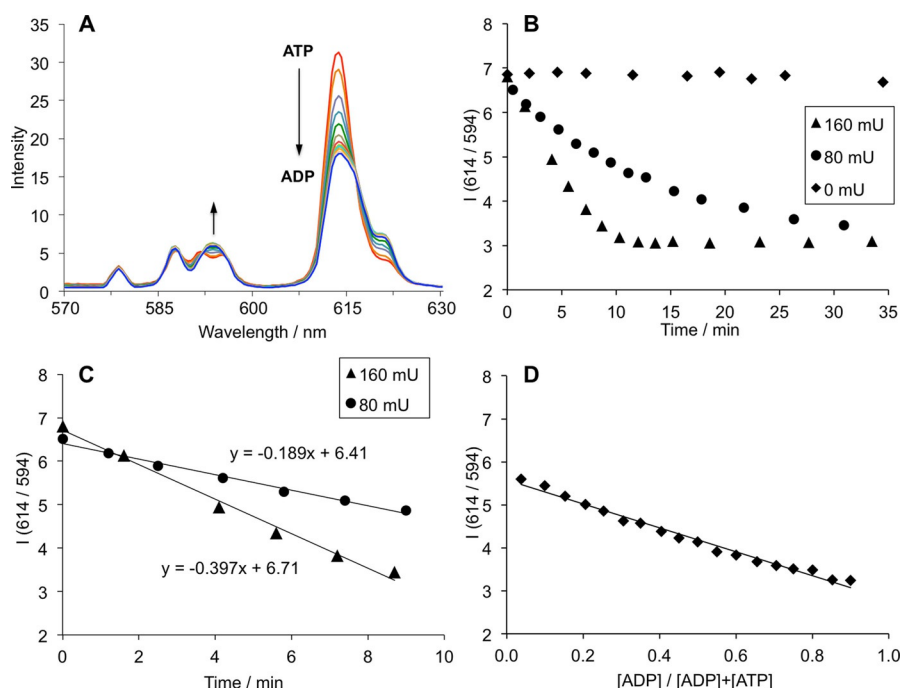 A
35
30
25
20
15
10
5
0
Intensity
ATP
ADP
570
585
600
615
630
Wavelength / nm
B
8
7
6
5
4
3
2
I (614 / 594)
160 mU
80 mU
0 mU
0
5
10
15
20
25
30
35
Time / min
C
8
7
6
5
4
3
2
I (614 / 594)
160 mU
80 mU
y = -0.189x + 6.41
y = -0.397x + 6.71
0
2
4
6
8
10
Time / min
D
8
7
6
5
4
3
2
I (614 / 594)
0.0
0.2
0.4
0.6
0.8
1.0
[ADP] / [ADP]+[ATP]